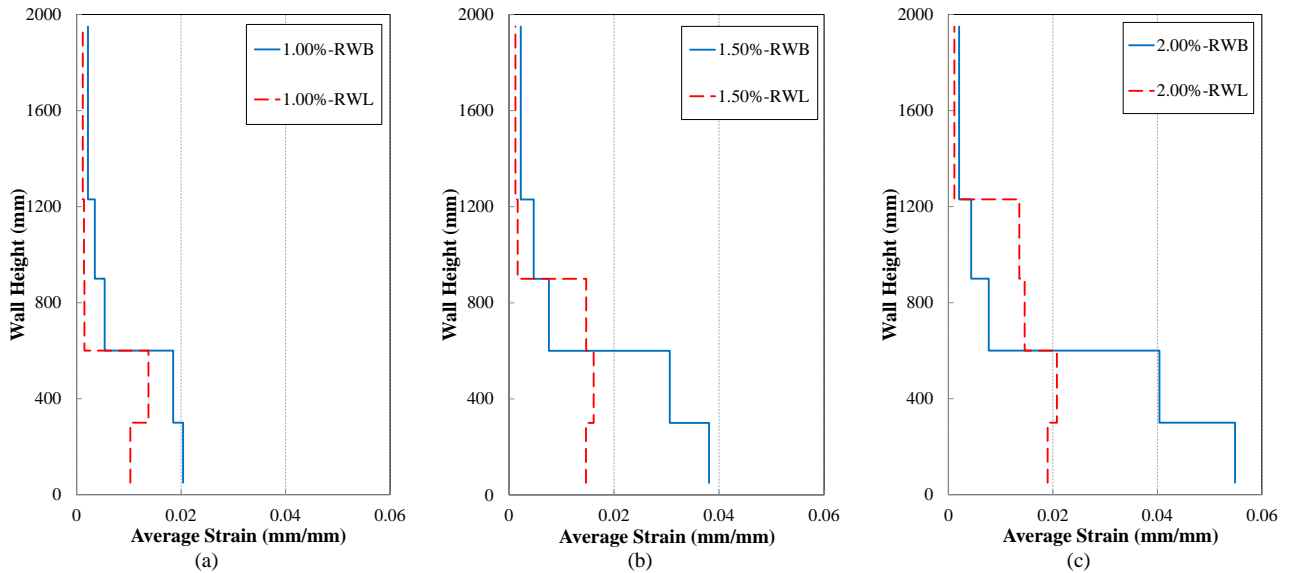 2000
1600
1200
800
400
0
Wall Height (mm)
1.00%-RWB
1.00%-RWL
0
0.02
0.04
0.06
Average Strain (mm/mm)
(a)
2000
1600
1200
800
400
0
Wall Height (mm)
1.50%-RWB
1.50%-RWL
0
0.02
0.04
0.06
Average Strain (mm/mm)
(b)
2000
1600
1200
800
400
0
Wall Height (mm)
2.00%-RWB
2.00%-RWL
0
0.02
0.04
0.06
Average Strain (mm/mm)
(c)